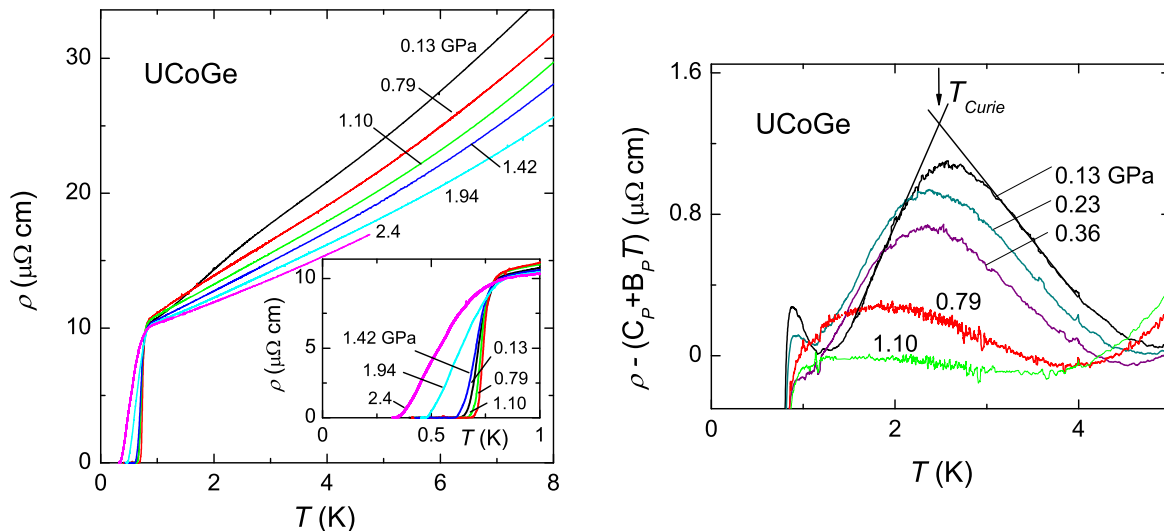 UCoGe
0.13 GPa
0.79
1.10
1.42
1.94
2.4
30
20
10
0
ρ (μΩ cm)
0 2 4 6 8
T (K)
10
5
0
ρ (μΩ cm)
1.42 GPa
1.94
2.4
0.13
0.79
1.10
0 0.5 1
T (K)
1.6
0.8
0
ρ - (C_P+B_P T) (μΩ cm)
UCoGe
T_Curie
0.13 GPa
0.23
0.36
0.79
1.10
0 2 4
T (K)